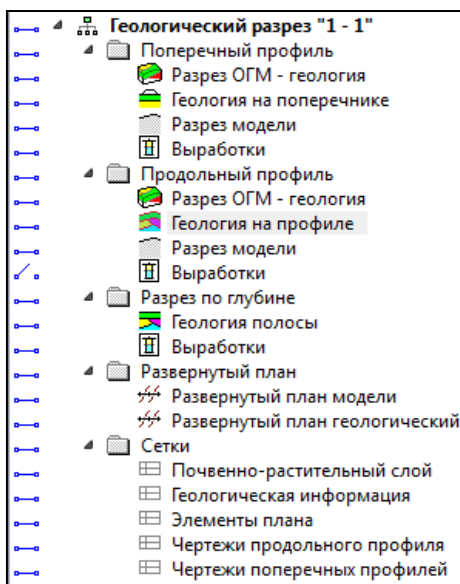 Геологический разрез "1 - 1"
Поперечный профиль
Разрез ОГМ - геология
Геология на поперечнике
Разрез модели
Выработки
Продольный профиль
Разрез ОГМ - геология
Геология на профиле
Разрез модели
Выработки
Разрез по глубине
Геология полосы
Выработки
Развернутый план
Развернутый план модели
Развернутый план геологический
Сетки
Почвенно-растительный слой
Геологическая информация
Элементы плана
Чертежи продольного профиля
Чертежи поперечных профилей